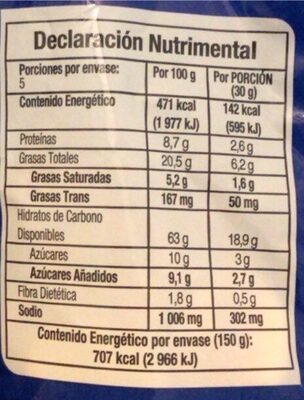 Declaración Nutrimental
Porciones por envase: 5 Por 100 g Por PORCIÓN (30 g)
Contenido Energético 471 kcal (1 977 kJ) 142 kcal (595 kJ)
Proteínas 8,7 g 2,6 g
Grasas Totales 20,5 g 6,2 g
Grasas Saturadas 5,2 g 1,6 g
Grasas Trans 167 mg 50 mg
Hidratos de Carbono
Disponibles 63 g 18,9 g
Azúcares 10 g 3 g
Azúcares Añadidos 9,1 g 2,7 g
Fibra Dietética 1,8 g 0,5 g
Sodio 1 006 mg 302 mg
Contenido Energético por envase (150 g):
707 kcal (2 966 kJ)